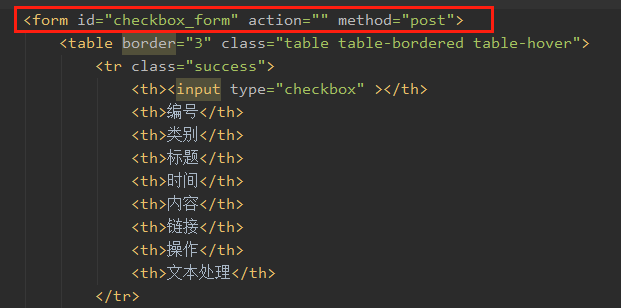 <form id="checkbox_form" action="" method="post">
<table border="3" class="table table-bordered table-hover">
<tr class="success">
<th><input type="checkbox" ></th>
<th>编号</th>
<th>类别</th>
<th>标题</th>
<th>时间</th>
<th>内容</th>
<th>链接</th>
<th>操作</th>
<th>文本处理</th>
</tr>